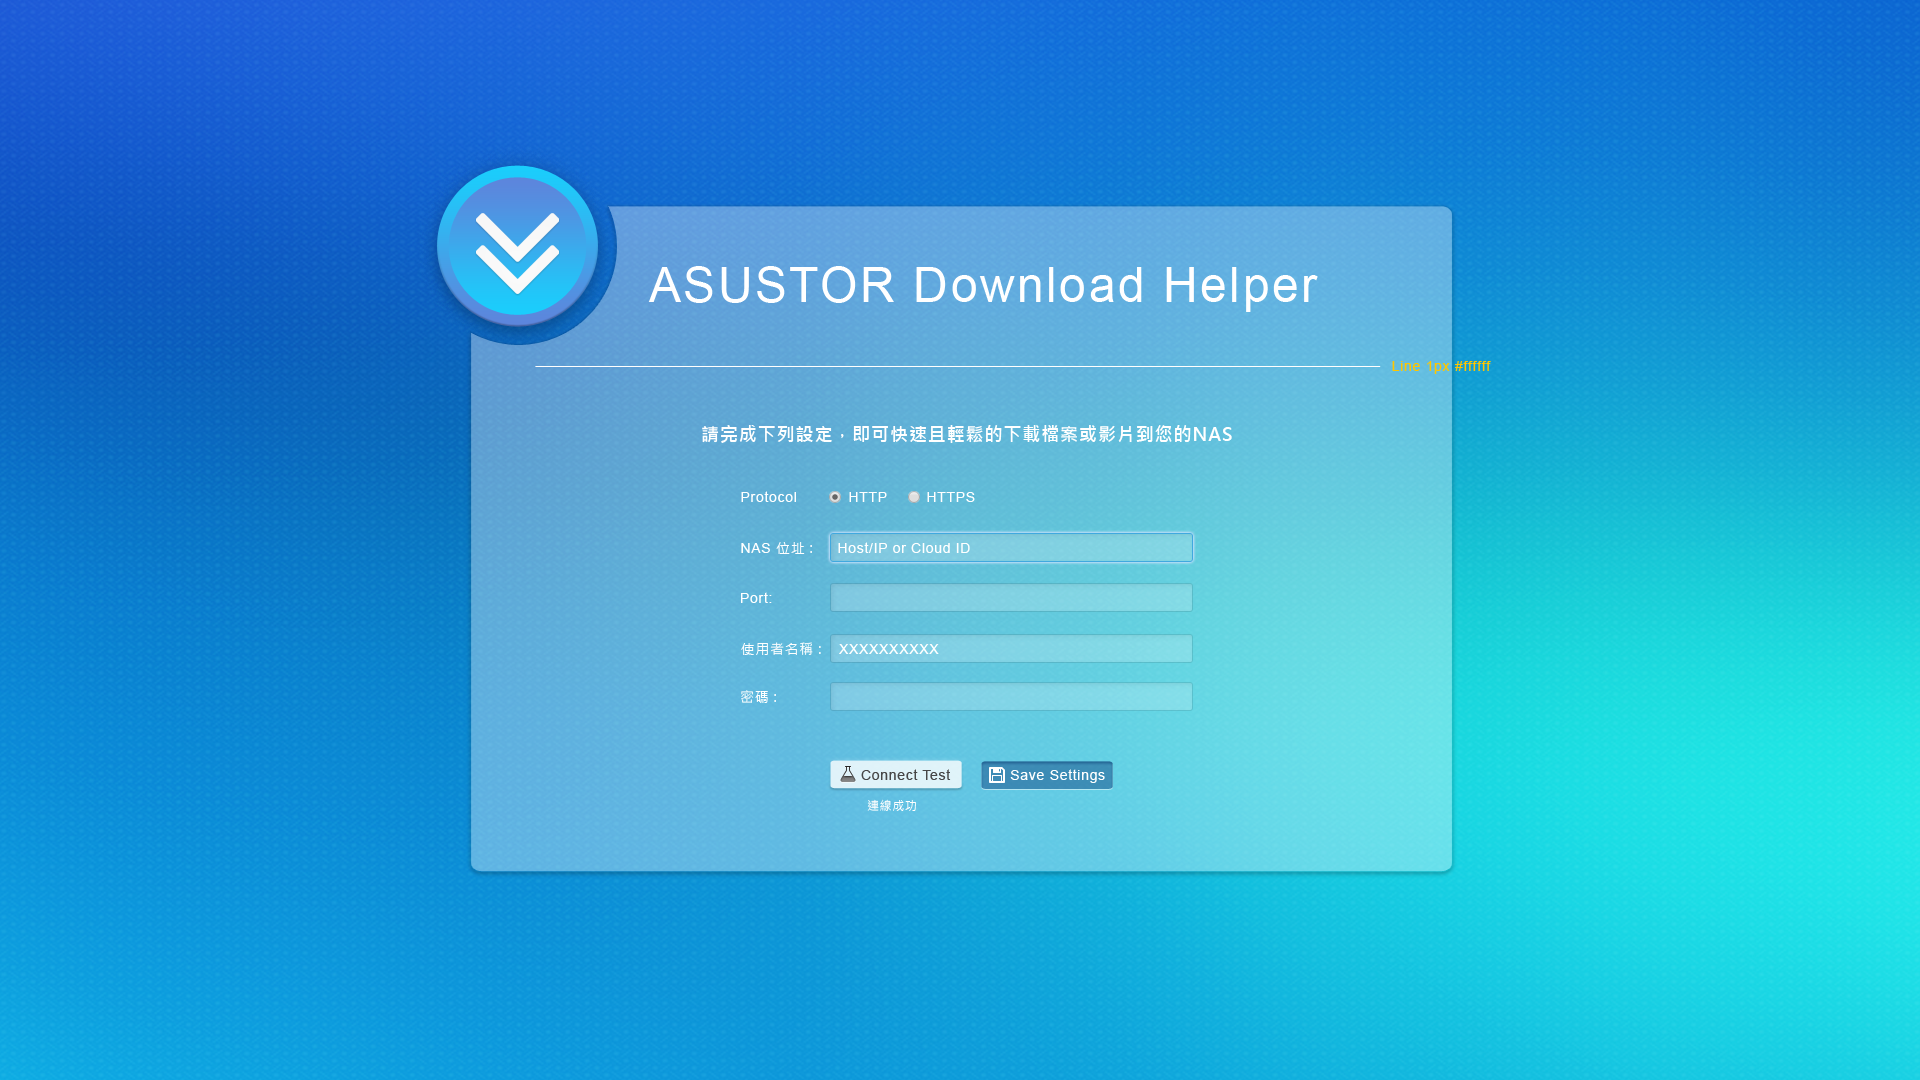 ASUSTOR Download Helper
Line 1px #ffffff
請完成下列設定，即可快速且輕鬆的下載檔案或影片到您的NAS
Protocol HTTP HTTPS
NAS 位址 : Host/IP or Cloud ID
Port:
使用者名稱 : XXXXXXXXXX
密碼 :
Connect Test Save Settings
連線成功